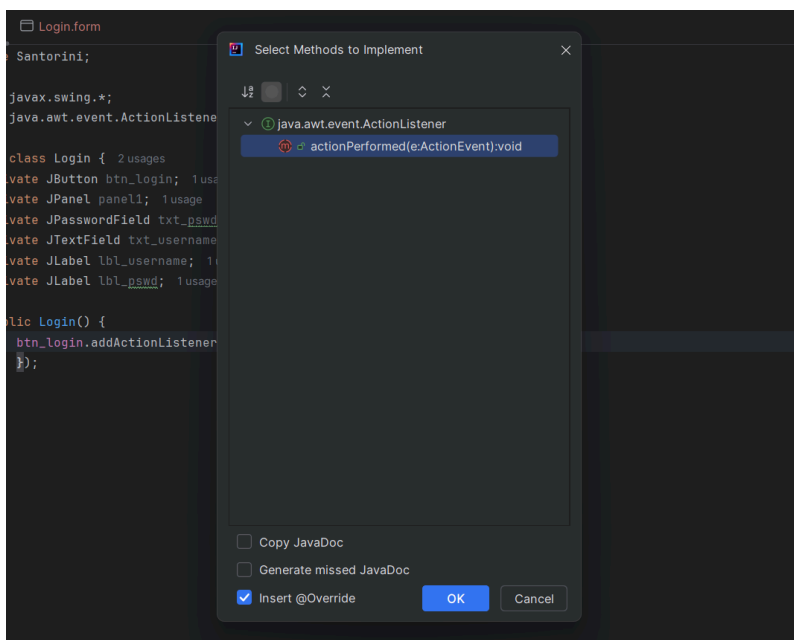 Login.form
Select Methods to Implement
Santorini;
javax.swing.*;
java.awt.event.ActionListene
java.awt.event.ActionListener
actionPerformed(e:ActionEvent):void
class Login { 2 usages
vate JButton btn_login; 1 usa
vate JPanel panel1; 1 usage
vate JPasswordField txt_pswd
vate JTextField txt_username
vate JLabel lbl_username; 1
vate JLabel lbl_pswd; 1 usage
blic Login() {
btn_login.addActionListener
});
Copy JavaDoc
Generate missed JavaDoc
Insert @Override
OK
Cancel